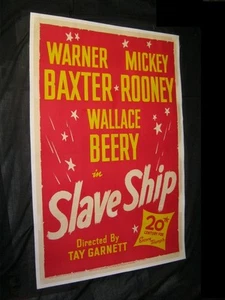 WARNER MICKEY
BAXTER ROONEY
WALLACE
BEERY
in
Slave Ship
Directed By
TAY GARNETT
20th
CENTURY-FOX